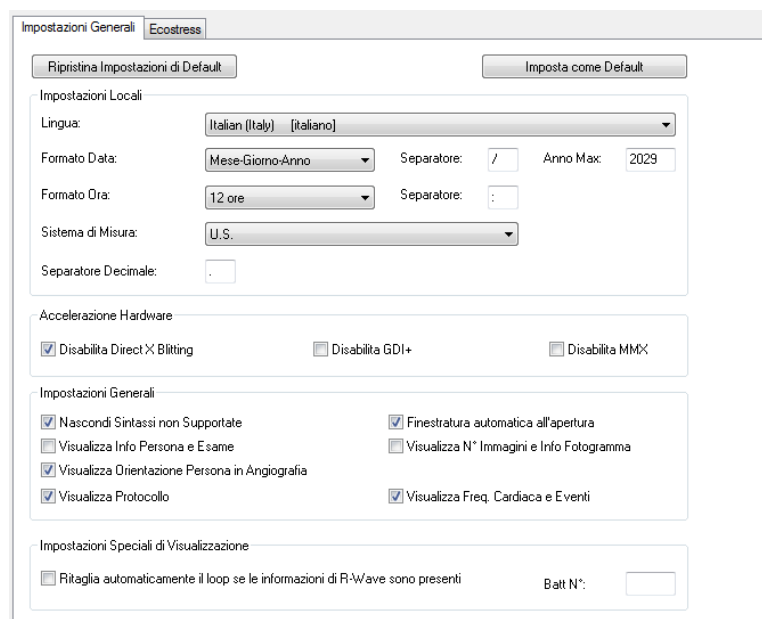 Impostazioni Generali
Ecostress
Ripristina Impostazioni di Default
Imposta come Default
Impostazioni Locali
Lingua: Italian (Italy) [italiano]
Formato Data: Mese-Giorno-Anno Separatore: / Anno Max: 2029
Formato Ora: 12 ore Separatore: :
Sistema di Misura: U.S.
Separatore Decimale: .
Accelerazione Hardware
Disabilita Direct X Blitting Disabilita GDI+ Disabilita MMX
Impostazioni Generali
Nascondi Sintassi non Supportate Finestratura automatica all'apertura
Visualizza Info Persona e Esame Visualizza N° Immagini e Info Fotogramma
Visualizza Orientazione Persona in Angiografia
Visualizza Protocollo Visualizza Freq. Cardiaca e Eventi
Impostazioni Speciali di Visualizzazione
Ritaglia automaticamente il loop se le informazioni di R-Wave sono presenti Batt N°: